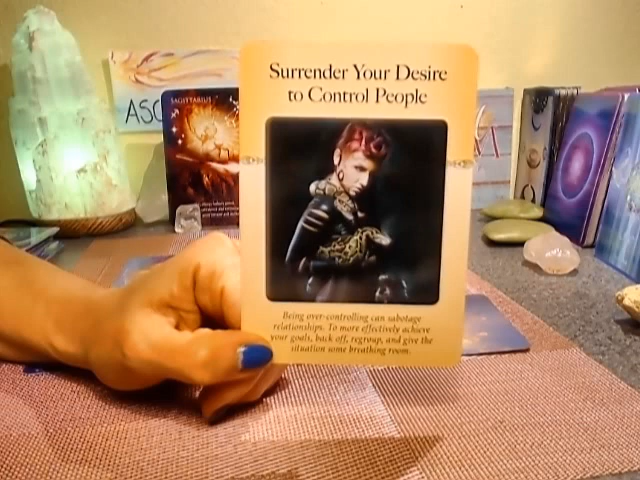 ASC
SAGITTARIUS
Surrender Your Desire
to Control People
Being over-controlling can sabotage
relationships. To more effectively achieve
your goals, back off, regroup, and give the
situation some breathing room.